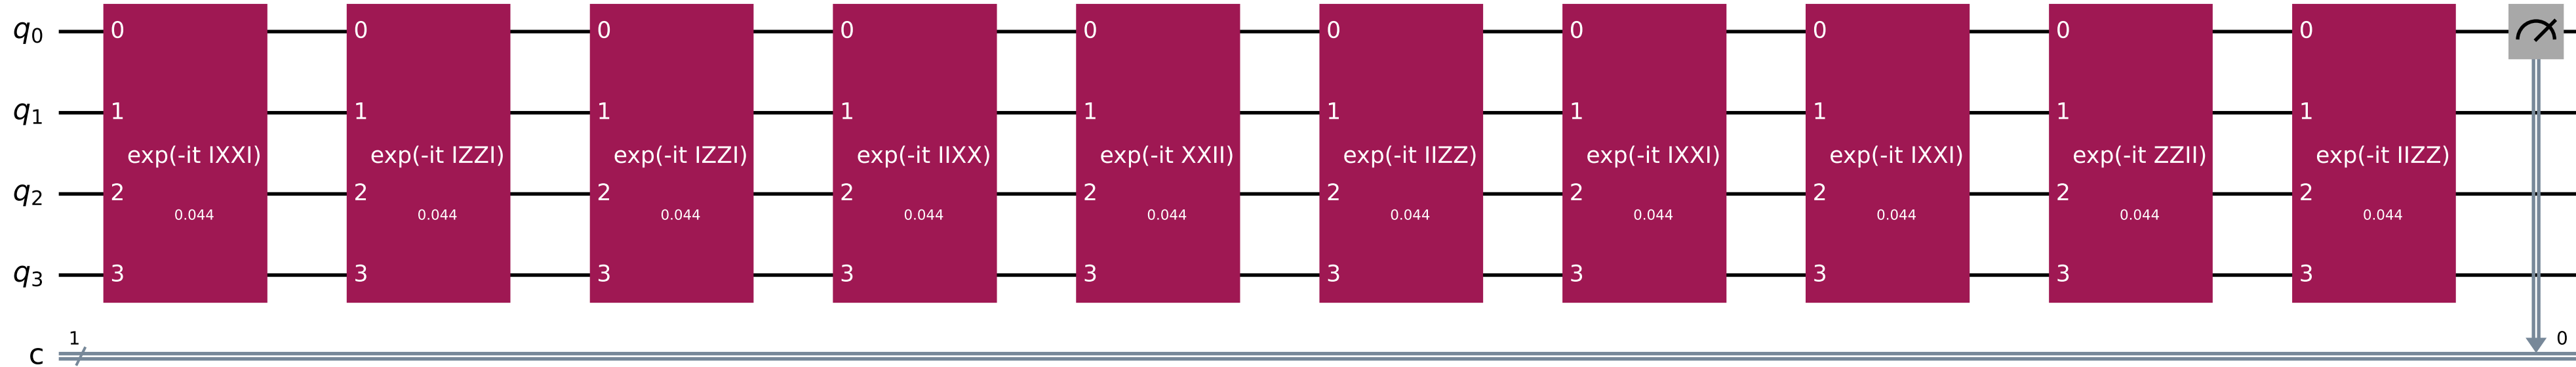 q0 0 0 0 0 0 0 0 0 0 0
q1 1 1 1 1 1 1 1 1 1 1
exp(-it IXXI) exp(-it IZZI) exp(-it IZZI) exp(-it IIXX) exp(-it XXII) exp(-it IIZZ) exp(-it IXXI) exp(-it IXXI) exp(-it ZZII) exp(-it IIZZ)
q2 2 2 2 2 2 2 2 2 2 2
0.044 0.044 0.044 0.044 0.044 0.044 0.044 0.044 0.044 0.044
q3 3 3 3 3 3 3 3 3 3 3
1 0
c